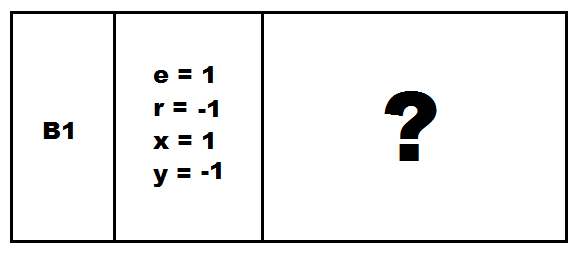 B1
e = 1
r = -1
x = 1
y = -1
?